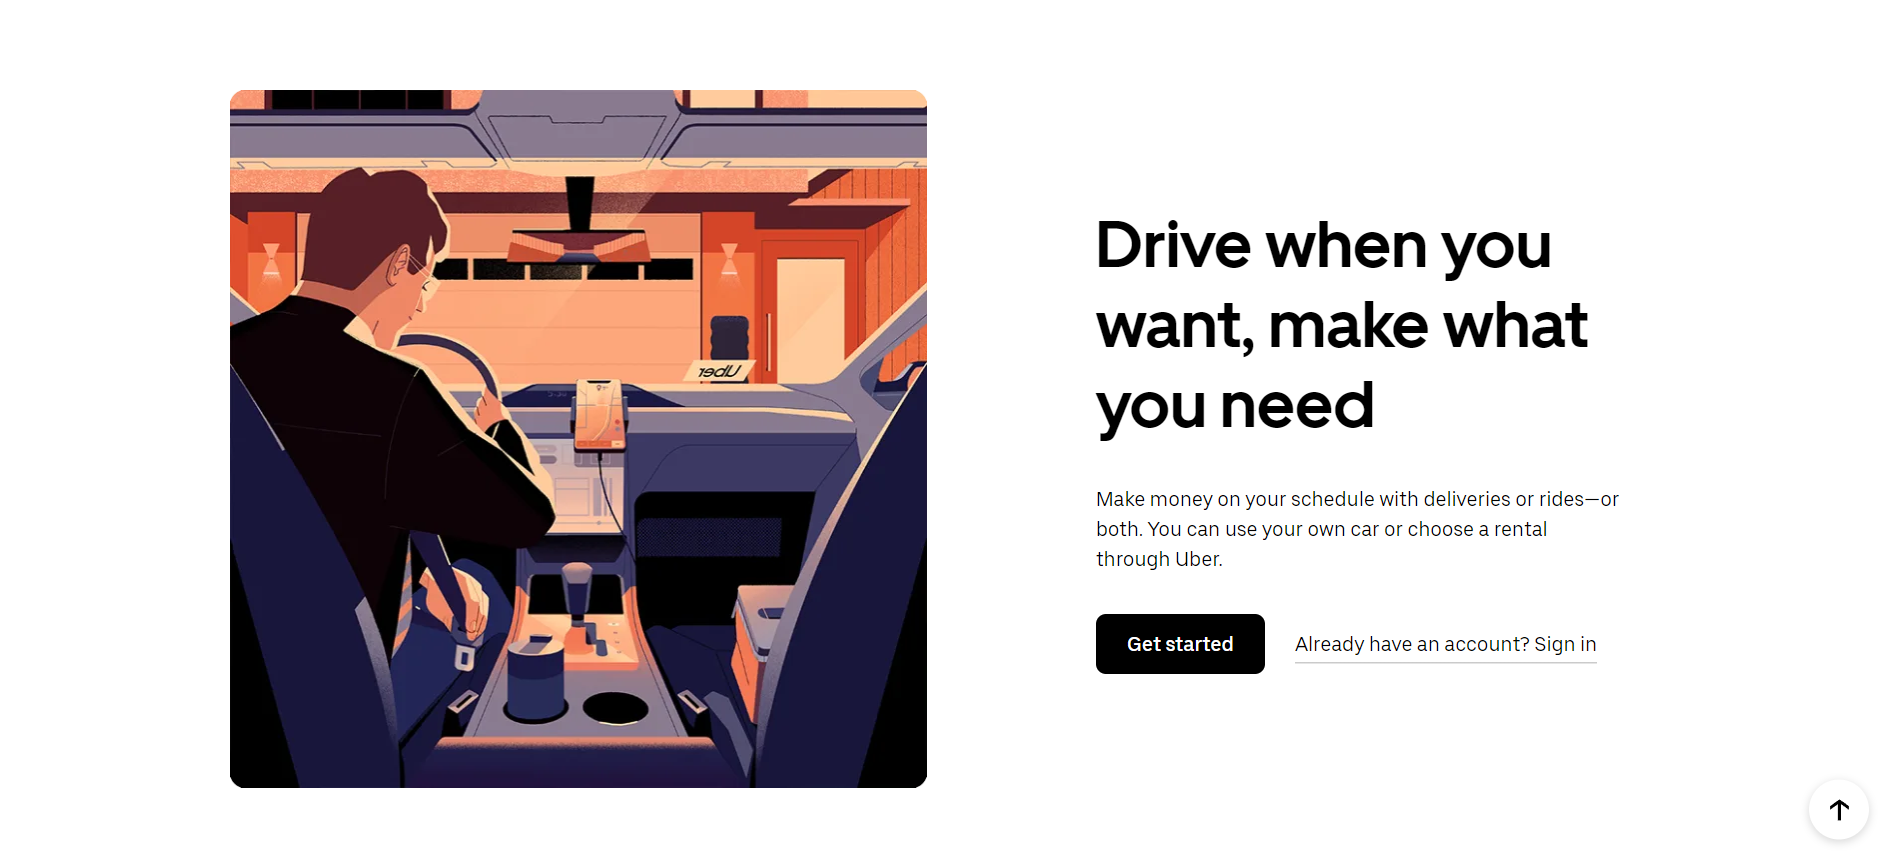 Uber
Drive when you
want, make what
you need
Make money on your schedule with deliveries or rides—or
both. You can use your own car or choose a rental
through Uber.
Get started
Already have an account? Sign in